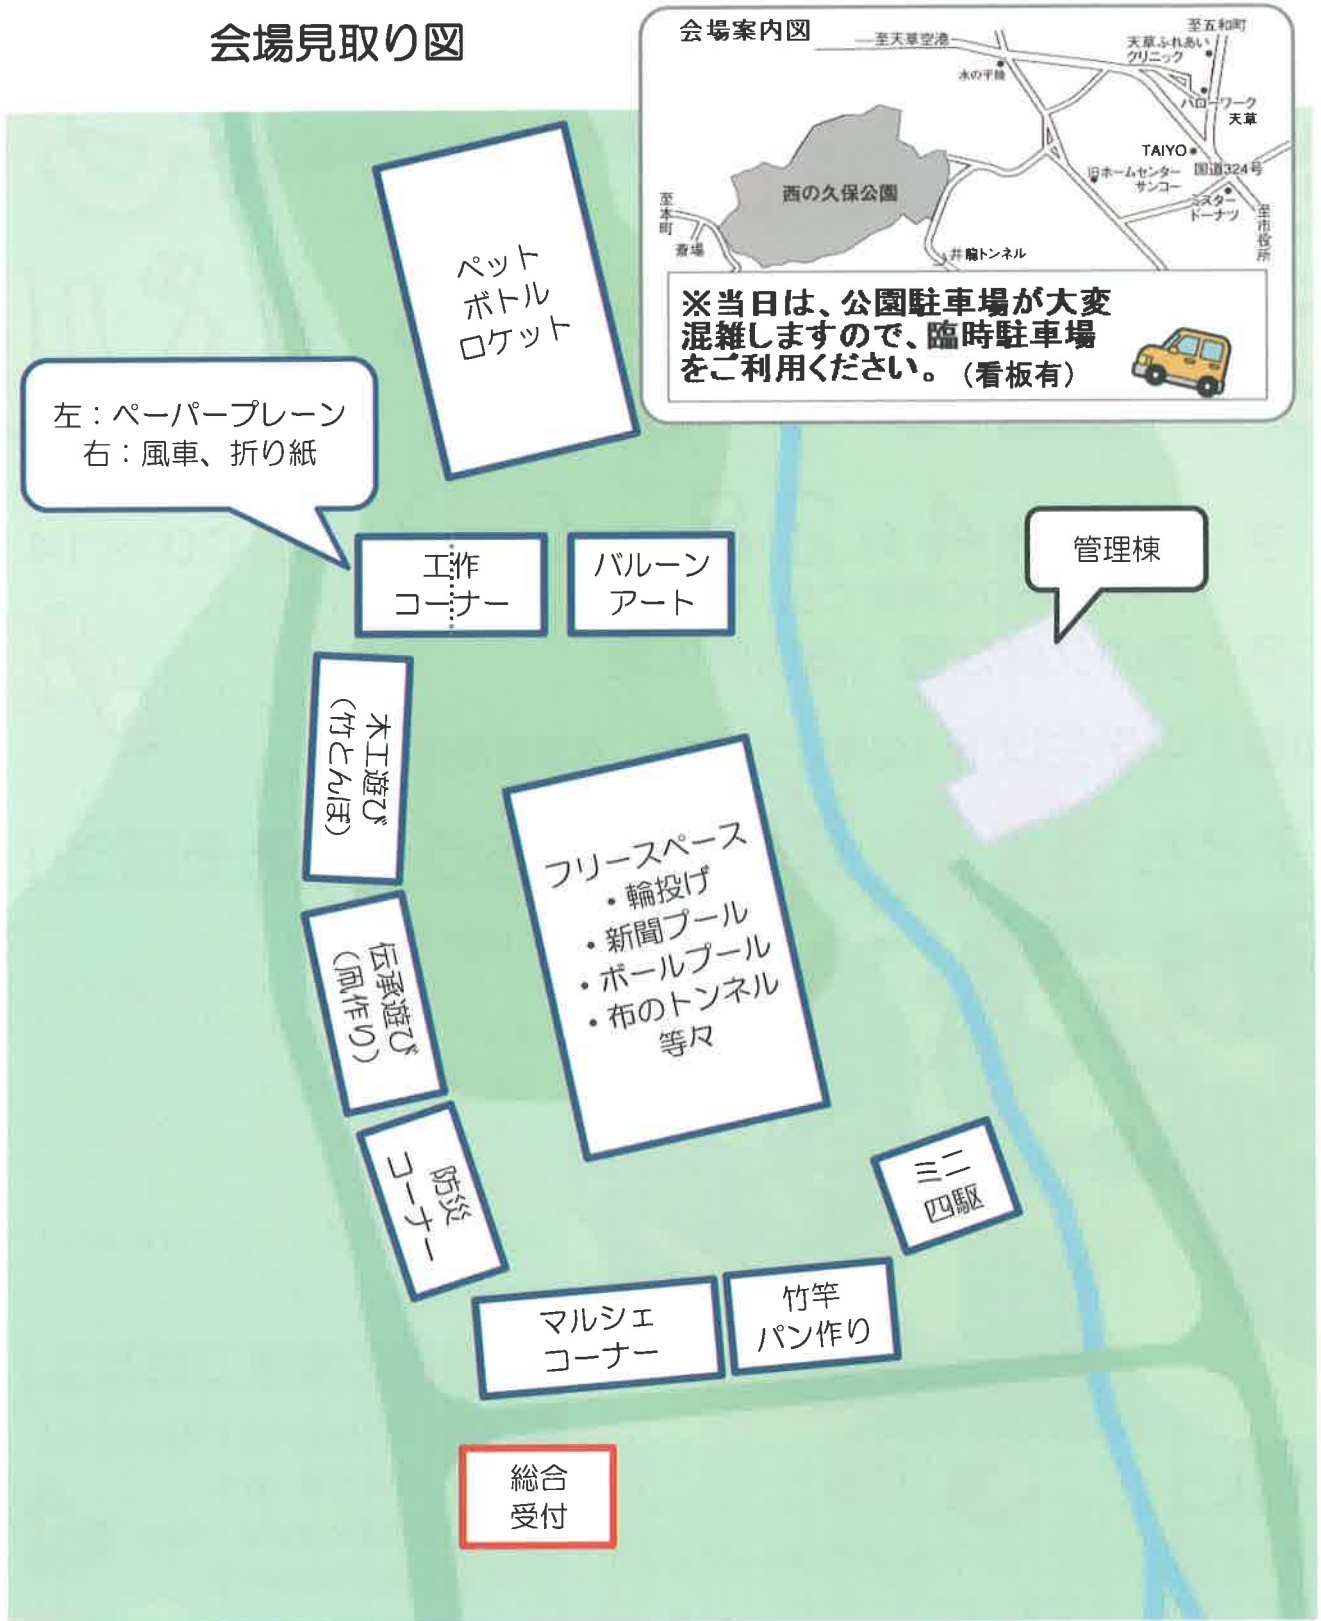 会場見取り図
会場案内図
至五和町
至天草空港
天草ふれあい
クリニック
水の平焼
ハローワーク
天草
TAIYO
旧ホームセンター
サンコー
国道324号
ミスター
ドーナツ
至市役所
西の久保公園
至本町
斎場
井龍トンネル
※当日は、公園駐車場が大変
混雑しますので、臨時駐車場
をご利用ください。（看板有）
ペット
ボトル
ロケット
左：ペーパープレーン
右：風車、折り紙
工作
コーナー
バルーン
アート
管理棟
木工遊び
（竹とんぼ）
フリースペース
・輪投げ
・新聞プール
・ボールプール
・布のトンネル
等々
伝承遊び
（凧作り）
防災
コーナー
ミニ
四駆
マルシェ
コーナー
竹竿
パン作り
総合
受付